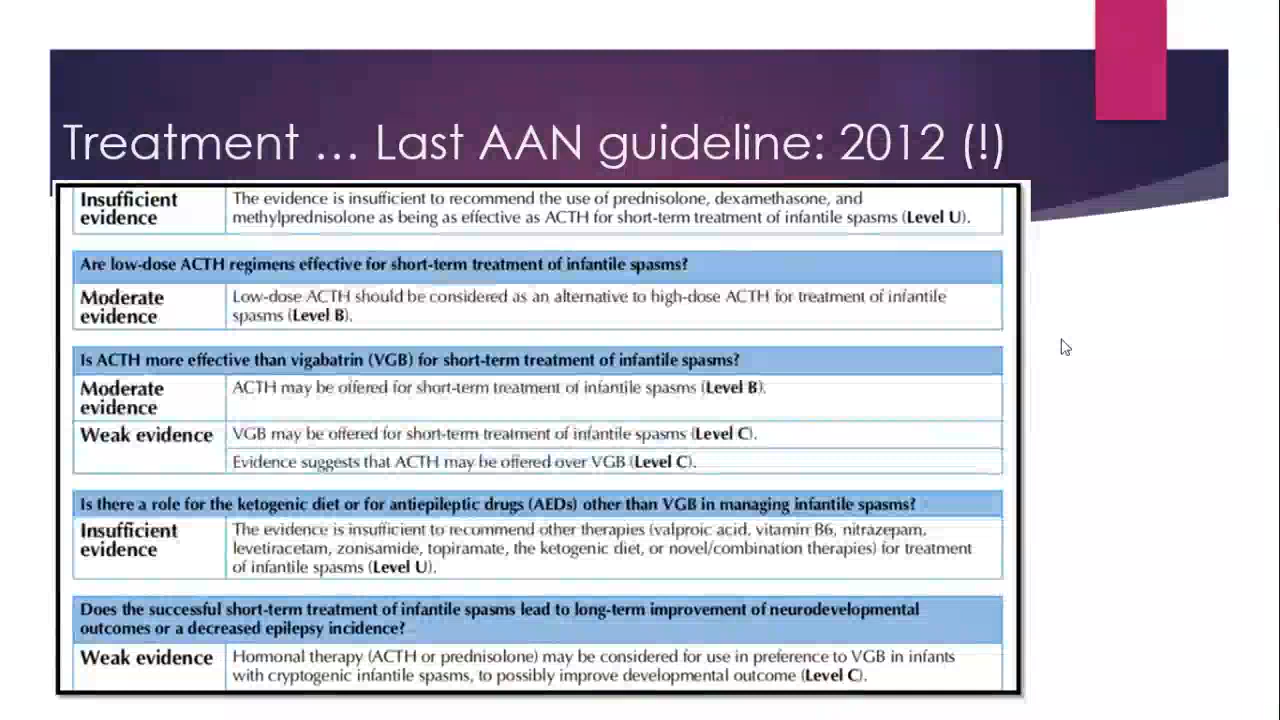 Treatment … Last AAN guideline: 2012 (!)
Insufficient evidence
The evidence is insufficient to recommend the use of prednisolone, dexamethasone, and
methylprednisolone as being as effective as ACTH for short-term treatment of infantile spasms (Level U).
Are low-dose ACTH regimens effective for short-term treatment of infantile spasms?
Moderate evidence
Low-dose ACTH should be considered as an alternative to high-dose ACTH for treatment of infantile
spasms (Level B).
Is ACTH more effective than vigabatrin (VGB) for short-term treatment of infantile spasms?
Moderate evidence
ACTH may be offered for short-term treatment of infantile spasms (Level B).
Weak evidence
VGB may be offered for short-term treatment of infantile spasms (Level C).
Evidence suggests that ACTH may be offered over VGB (Level C).
Is there a role for the ketogenic diet or for antiepileptic drugs (AEDs) other than VGB in managing infantile spasms?
Insufficient evidence
The evidence is insufficient to recommend other therapies (valproic acid, vitamin B6, nitrazepam,
levetiracetam, zonisamide, topiramate, the ketogenic diet, or novel/combination therapies) for treatment
of infantile spasms (Level U).
Does the successful short-term treatment of infantile spasms lead to long-term improvement of neurodevelopmental
outcomes or a decreased epilepsy incidence?
Weak evidence
Hormonal therapy (ACTH or prednisolone) may be considered for use in preference to VGB in infants
with cryptogenic infantile spasms, to possibly improve developmental outcome (Level C).